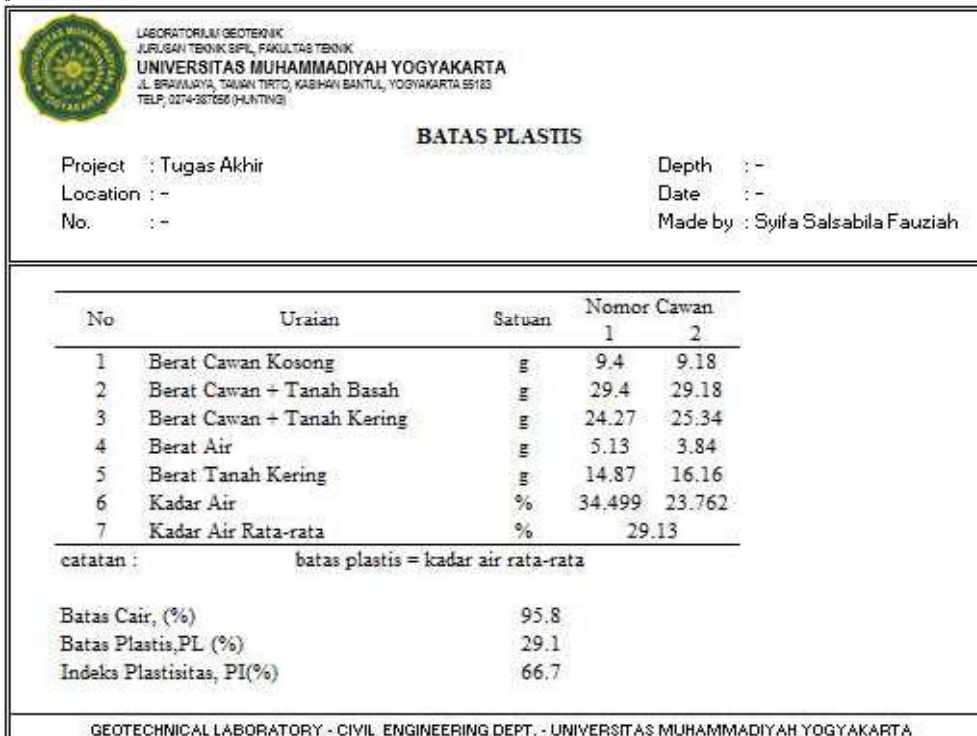 LABORATORIUM GEOTEKNIK
JURUSAN TEKNIK SIPIL, FAKULTAS TEKNIK
UNIVERSITAS MUHAMMADIYAH YOGYAKARTA
JL. BRAWIJAYA, TAMAN TIRTO, KASIHAN BANTUL, YOGYAKARTA 55183
TELP, 0274-387656 (HUNTING)
BATAS PLASTIS
Project : Tugas Akhir Depth : -
Location : - Date : -
No. : - Made by : Syifa Salsabila Fauziah
No Uraian Satuan Nomor Cawan
1 2
1 Berat Cawan Kosong g 9.4 9.18
2 Berat Cawan + Tanah Basah g 29.4 29.18
3 Berat Cawan + Tanah Kering g 24.27 25.34
4 Berat Air g 5.13 3.84
5 Berat Tanah Kering g 14.87 16.16
6 Kadar Air % 34.499 23.762
7 Kadar Air Rata-rata % 29.13
catatan : batas plastis = kadar air rata-rata
Batas Cair, (%) 95.8
Batas Plastis,PL (%) 29.1
Indeks Plastisitas, PI(%) 66.7
GEOTECHNICAL LABORATORY - CIVIL ENGINEERING DEPT. - UNIVERSITAS MUHAMMADIYAH YOGYAKARTA